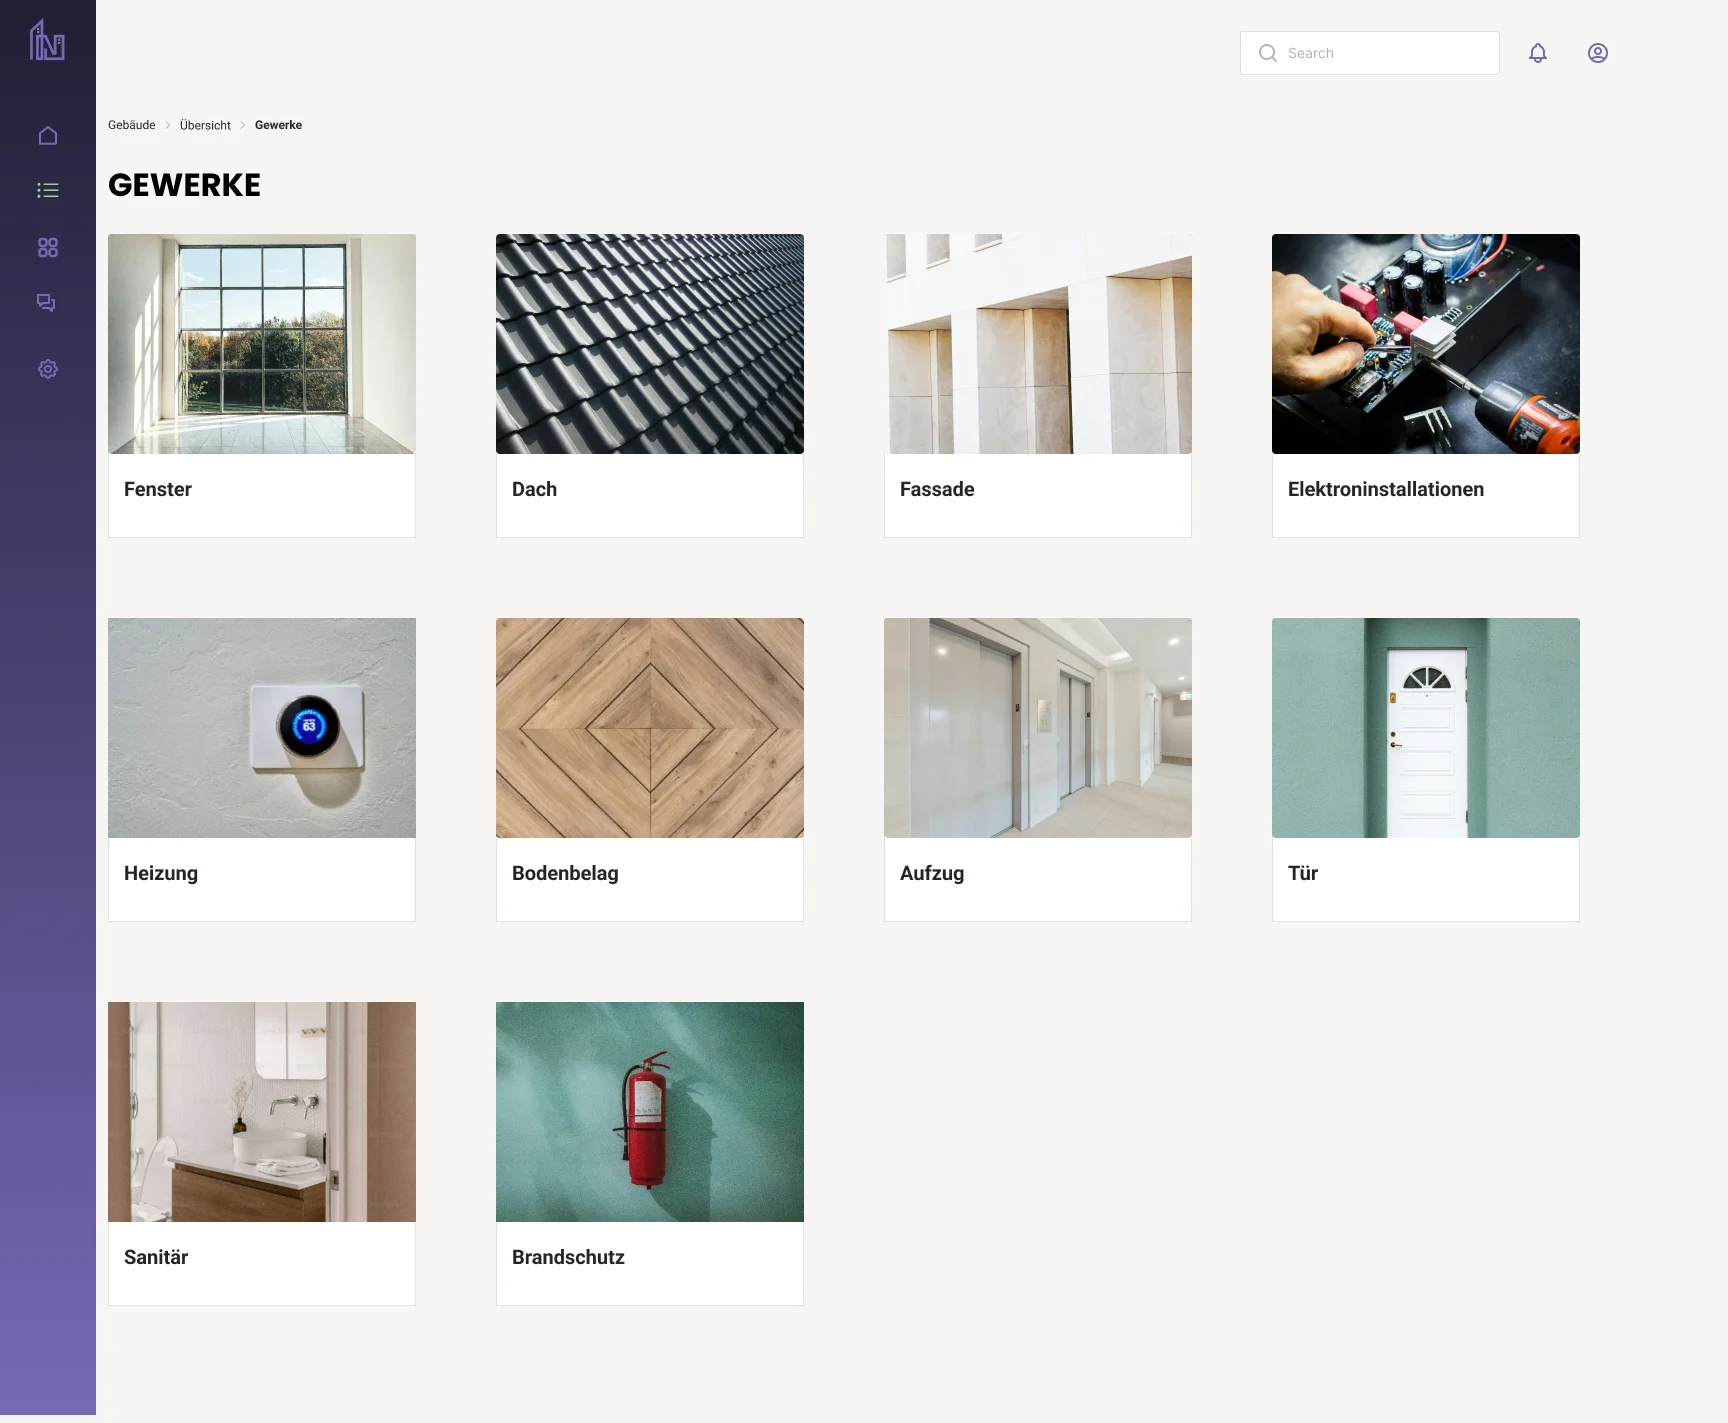 Search
Gebäude > Übersicht > Gewerke
GEWERKE
Fenster
Dach
Fassade
Elektroninstallationen
63
Heizung
Bodenbelag
Aufzug
Tür
Sanitär
Brandschutz